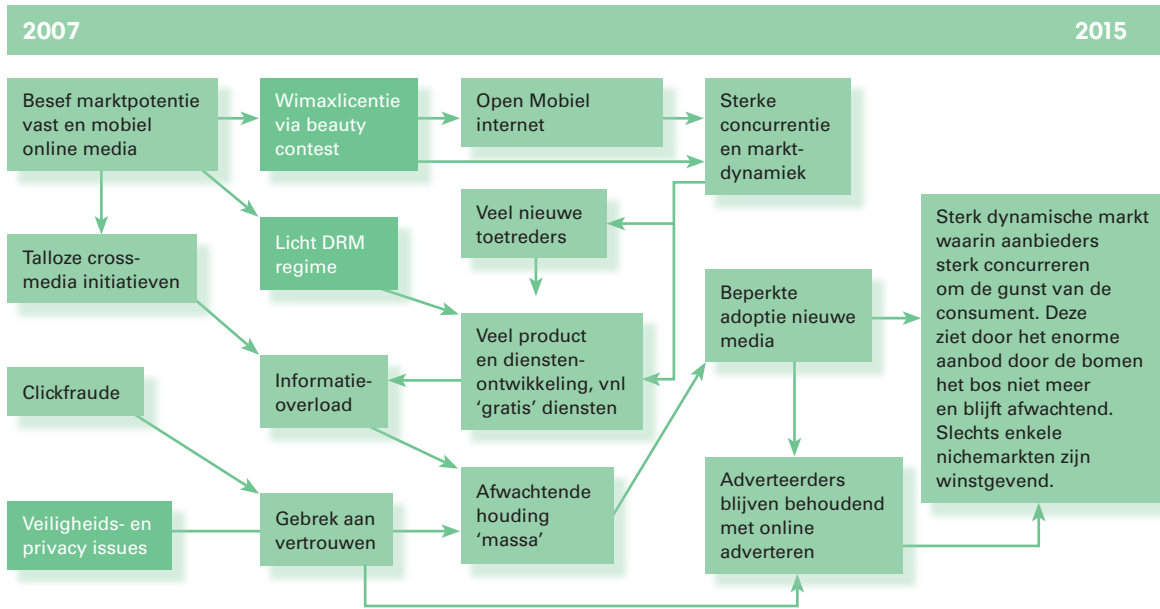 2007
2015
Besef marktpotentie
vast en mobiel
online media
Wimaxlicentie
via beauty
contest
Open Mobiel
internet
Sterke
concurrentie
en markt-
dynamiek
Talloze cross-
media initiatieven
Licht DRM
regime
Veel nieuwe
toetreders
Veel product
en diensten-
ontwikkeling, vnl
‘gratis’ diensten
Beperkte
adoptie nieuwe
media
Sterk dynamische markt
waarin aanbieders
sterk concurreren
om de gunst van de
consument. Deze
ziet door het enorme
aanbod door de bomen
het bos niet meer
en blijft afwachtend.
Slechts enkele
nichemarkten zijn
winstgevend.
Clickfraude
Informatie-
overload
Veiligheids- en
privacy issues
Gebrek aan
vertrouwen
Afwachtende
houding
‘massa’
Adverteerders
blijven behoudend
met online
adverteren